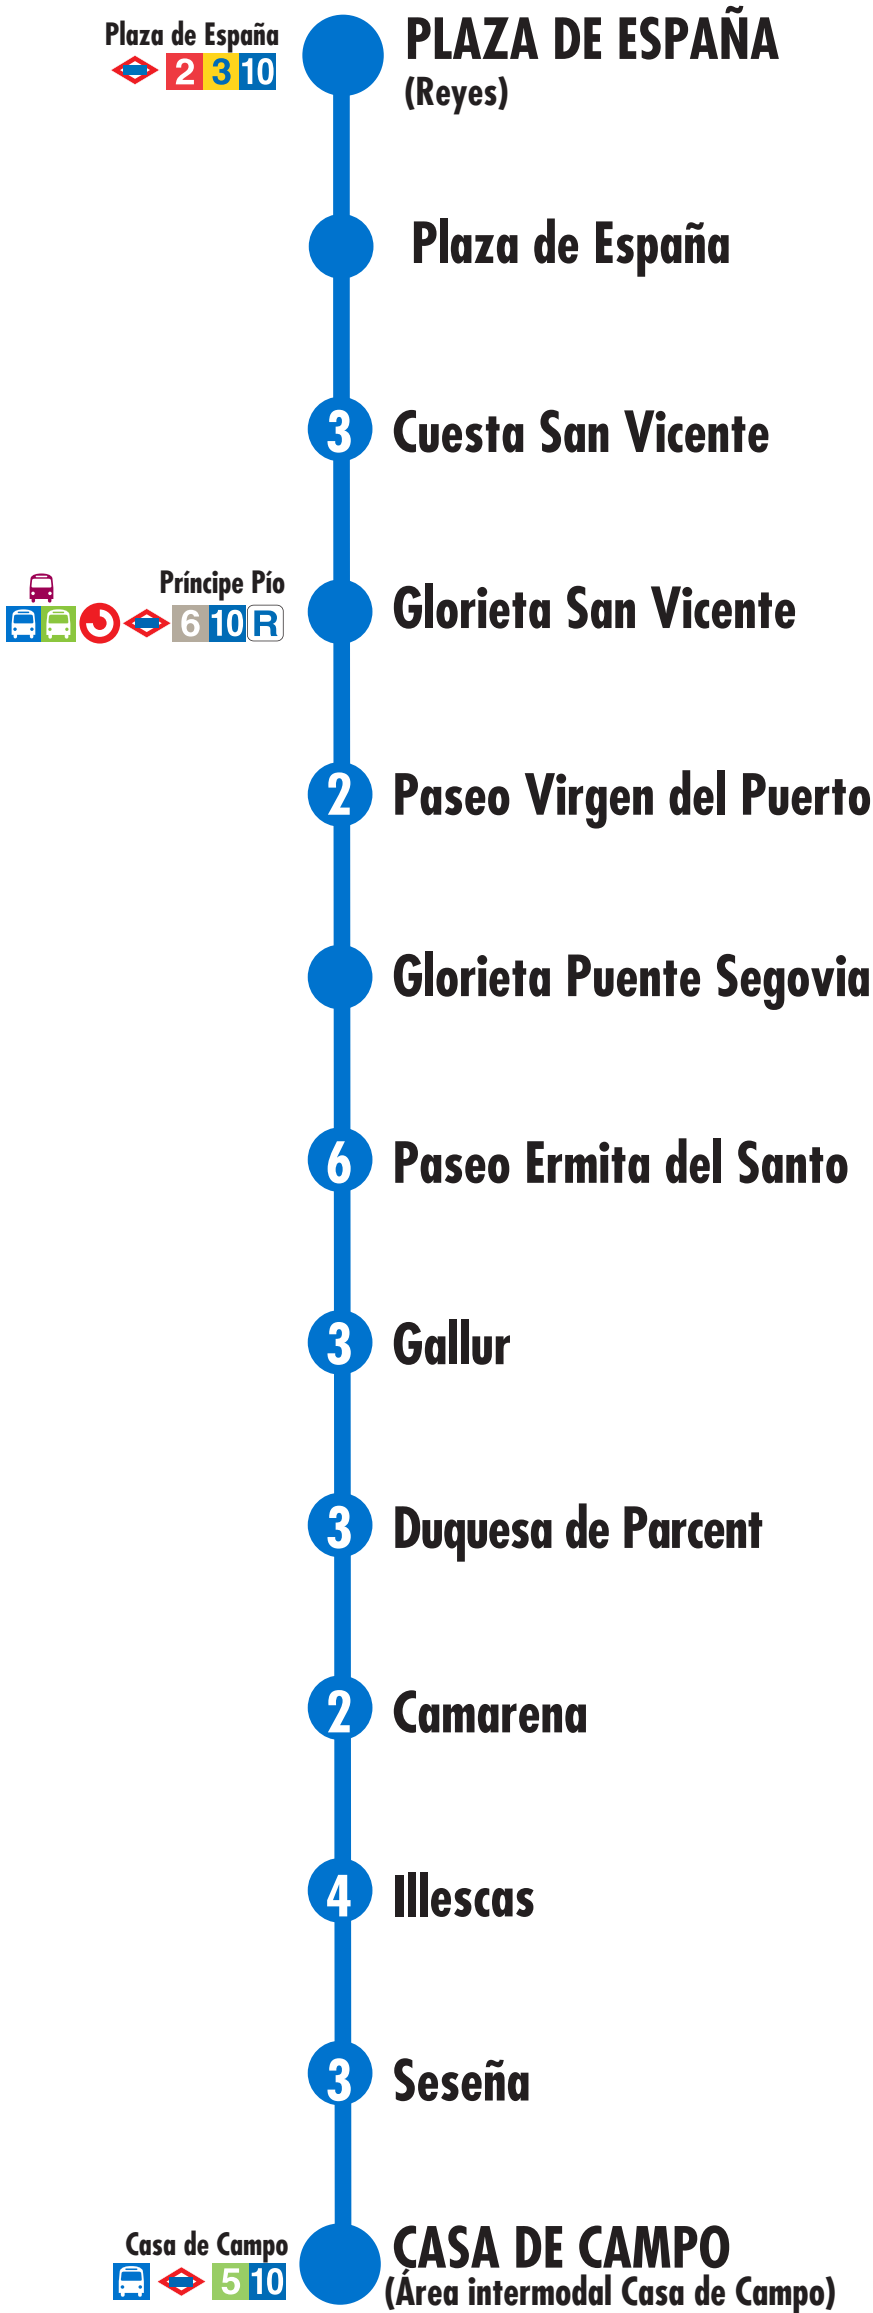 Plaza de España
2 3 10
PLAZA DE ESPAÑA
(Reyes)
Plaza de España
3 Cuesta San Vicente
Príncipe Pío
6 10 R
Glorieta San Vicente
2 Paseo Virgen del Puerto
Glorieta Puente Segovia
6 Paseo Ermita del Santo
3 Gallur
3 Duquesa de Parcent
2 Camarena
4 Illescas
3 Seseña
Casa de Campo
5 10
CASA DE CAMPO
(Área intermodal Casa de Campo)